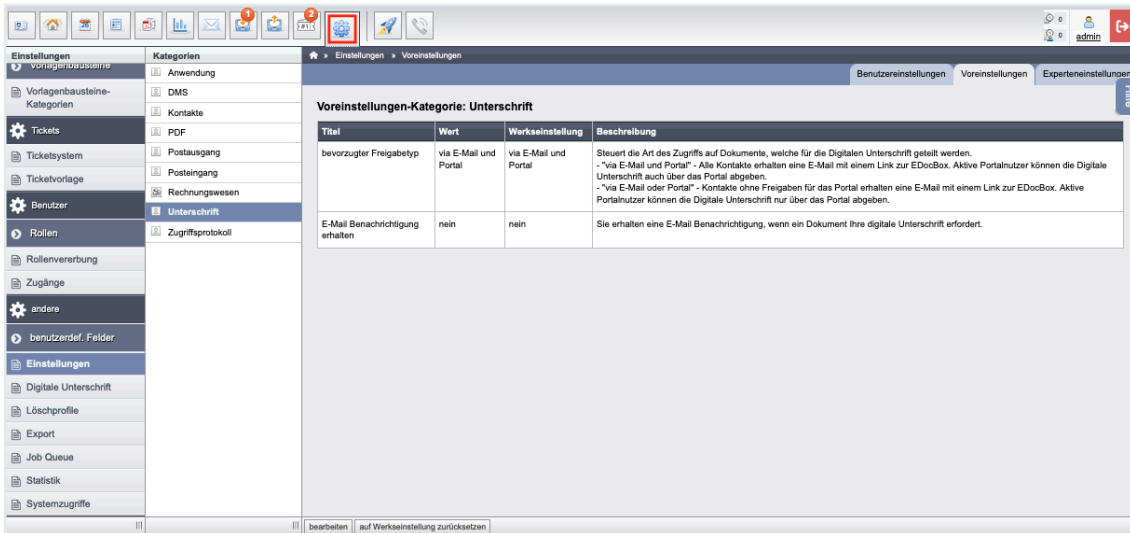 1
2
0
0
admin
Einstellungen
Vorlagenbausteine
Vorlagenbausteine-
Kategorien
Tickets
Ticketsystem
Ticketvorlage
Benutzer
Rollen
Rollenvererbung
Zugänge
andere
benutzerdef. Felder
Einstellungen
Digitale Unterschrift
Löschprofile
Export
Job Queue
Statistik
Systemzugriffe
Kategorien
Anwendung
DMS
Kontakte
PDF
Postausgang
Posteingang
Rechnungswesen
Unterschrift
Zugriffsprotokoll
» Einstellungen » Voreinstellungen
Benutzereinstellungen Voreinstellungen Experteneinstellungen
Hilfe
Voreinstellungen-Kategorie: Unterschrift
Titel Wert Werkseinstellung Beschreibung
bevorzugter Freigabetyp
via E-Mail und
Portal
via E-Mail und
Portal
Steuert die Art des Zugriffs auf Dokumente, welche für die Digitalen Unterschrift geteilt werden.
- "via E-Mail und Portal" - Alle Kontakte erhalten eine E-Mail mit einem Link zur EDocBox. Aktive Portalnutzer können die Digitale
Unterschrift auch über das Portal abgeben.
- "via E-Mail oder Portal" - Kontakte ohne Freigaben für das Portal erhalten eine E-Mail mit einem Link zur EDocBox. Aktive
Portalnutzer können die Digitale Unterschrift nur über das Portal abgeben.
E-Mail Benachrichtigung
erhalten
nein
nein
Sie erhalten eine E-Mail Benachrichtigung, wenn ein Dokument Ihre digitale Unterschrift erfordert.
bearbeiten auf Werkseinstellung zurücksetzen